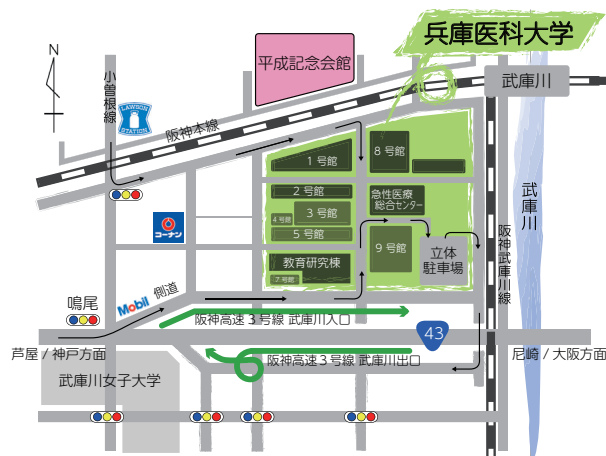 兵庫医科大学
N
平成記念会館
武庫川
小曽根線
LAWSON
STATION
阪神本線
1号館
8号館
2号館
急性医療
総合センター
4号館
3号館
5号館
コーナン
9号館
立体
駐車場
教育研究棟
7号館
武庫川
阪神武庫川線
Mobil
側道
鳴尾
阪神高速3号線 武庫川入口
43
芦屋/神戸方面
阪神高速3号線 武庫川出口
尼崎/大阪方面
武庫川女子大学